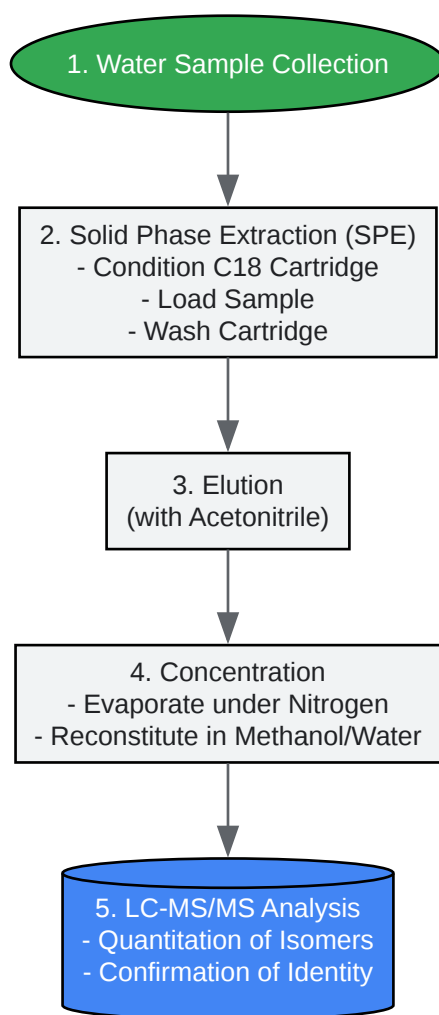 1. Water Sample Collection
2. Solid Phase Extraction (SPE)
- Condition C18 Cartridge
- Load Sample
- Wash Cartridge
3. Elution
(with Acetonitrile)
4. Concentration
- Evaporate under Nitrogen
- Reconstitute in Methanol/Water
5. LC-MS/MS Analysis
- Quantitation of Isomers
- Confirmation of Identity